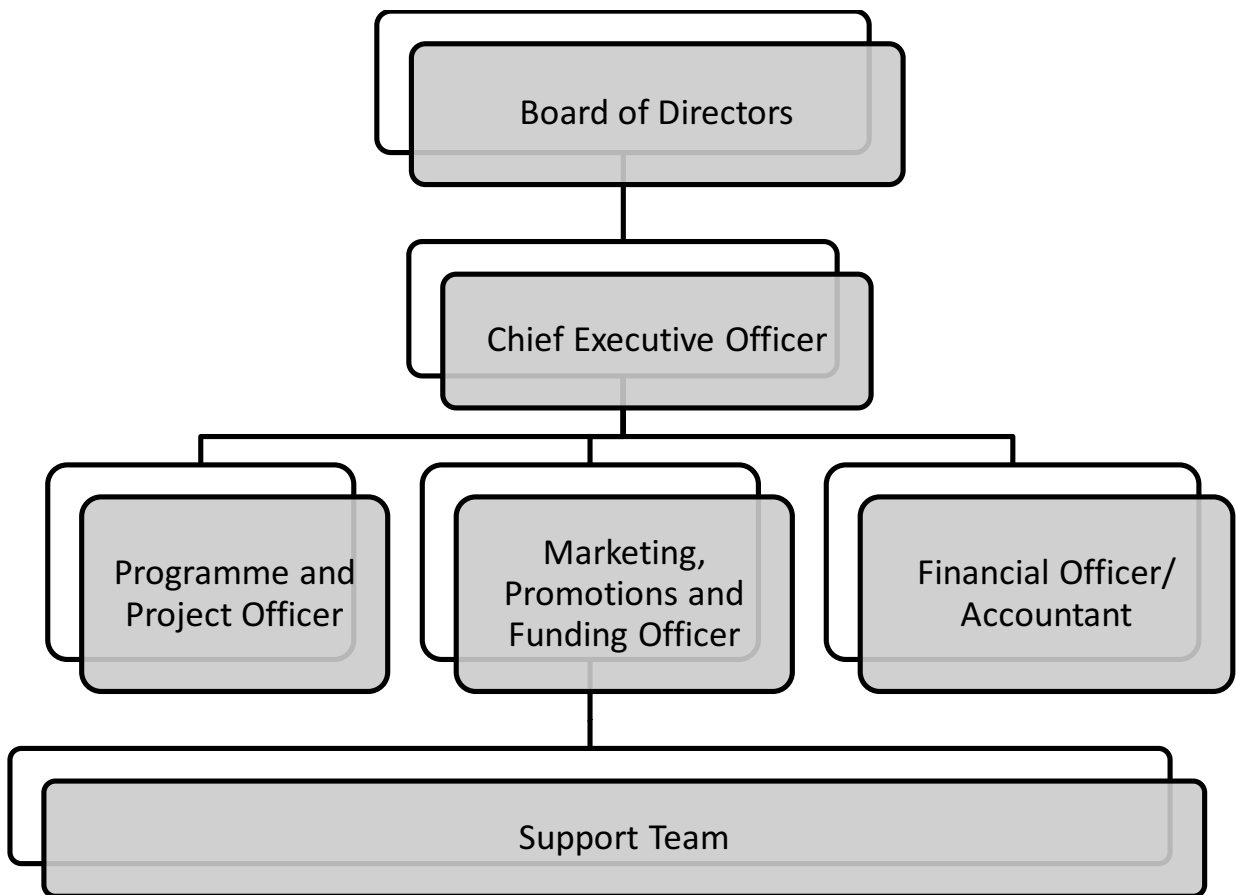 Board of Directors
Chief Executive Officer
Programme and
Project Officer
Marketing,
Promotions and
Funding Officer
Financial Officer/
Accountant
Support Team